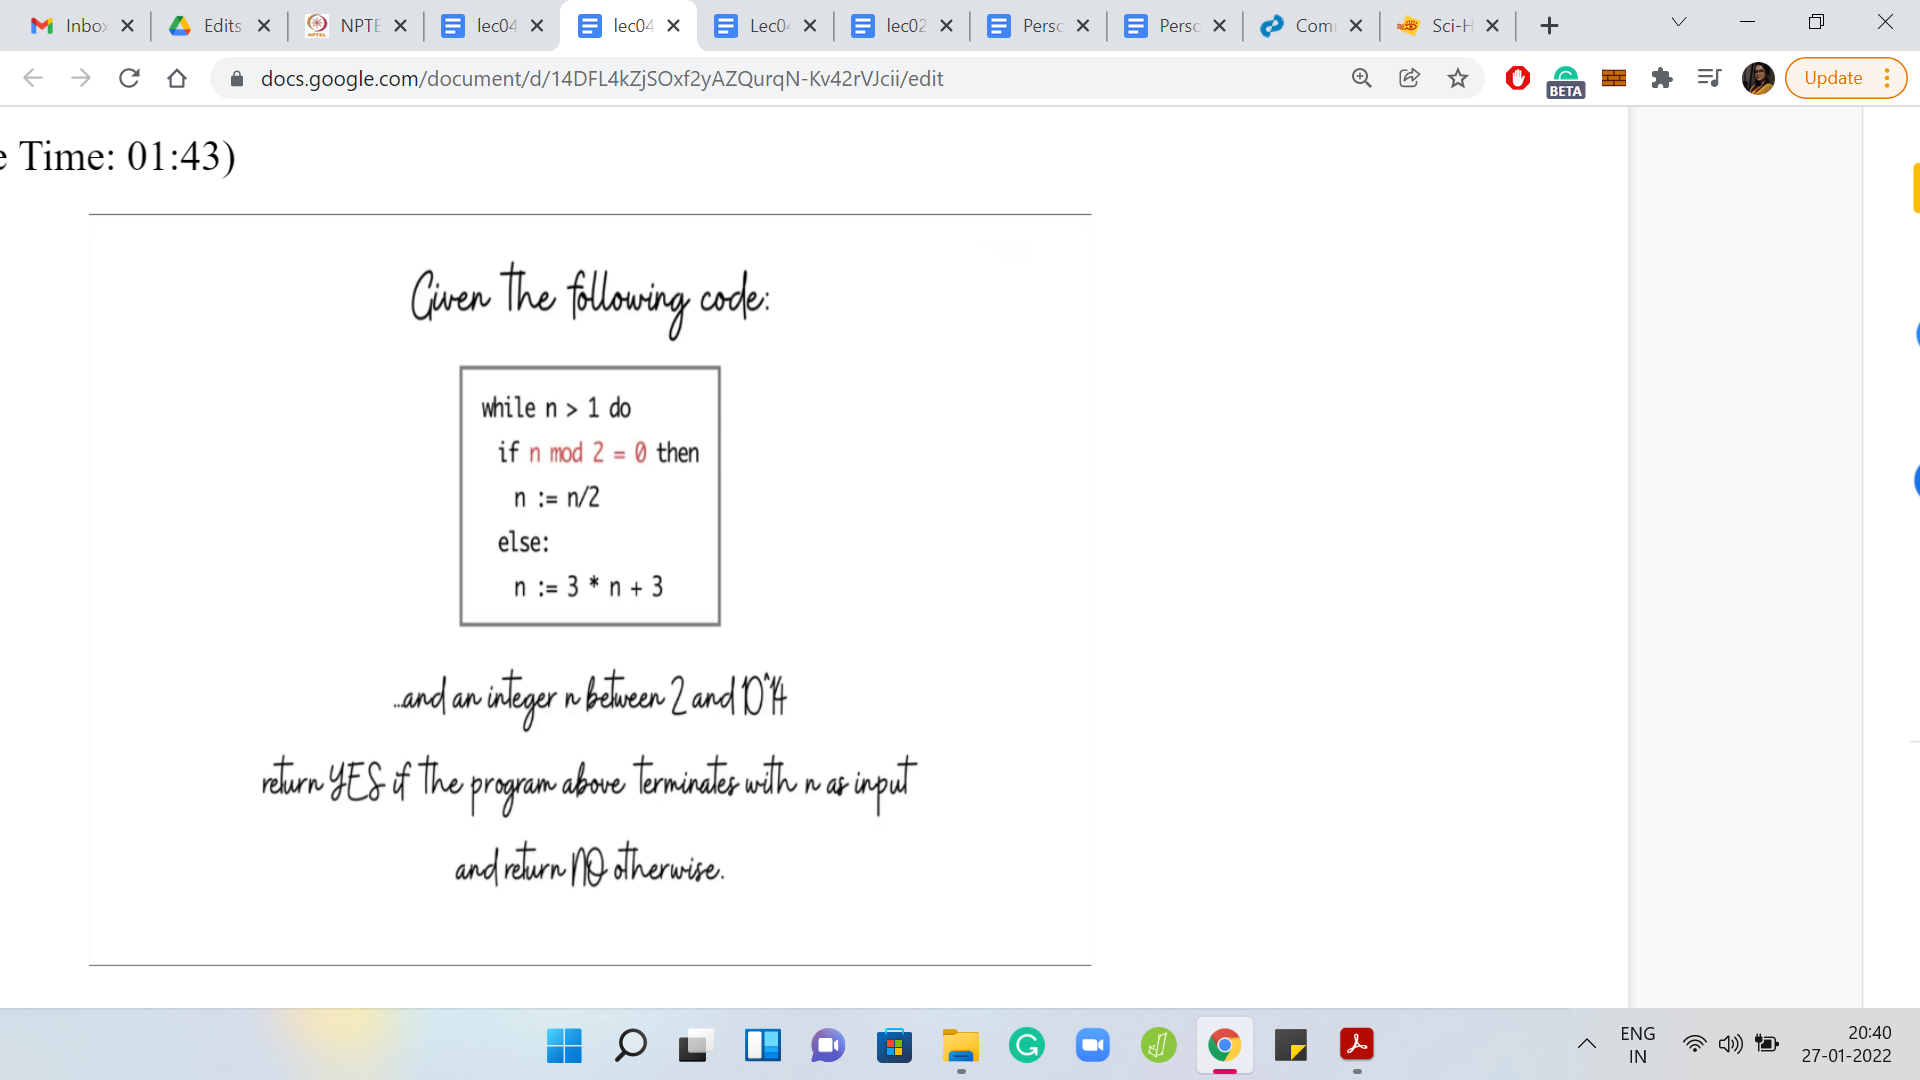 Inbox
Edits
NPTE
lec04
lec04
Lec04
lec02
Perso
Perso
Com
Sci-H
docs.google.com/document/d/14DFL4kZjSOxf2yAZQurqN-Kv42rVJcii/edit
BETA
Update
e Time: 01:43)
Given the following code:
while n > 1 do
if n mod 2 = 0 then
n := n/2
else:
n := 3 * n + 3
...and an integer n between 2 and 10^14
return YES if the program above terminates with n as input
and return NO otherwise.
ENG
IN
20:40
27-01-2022